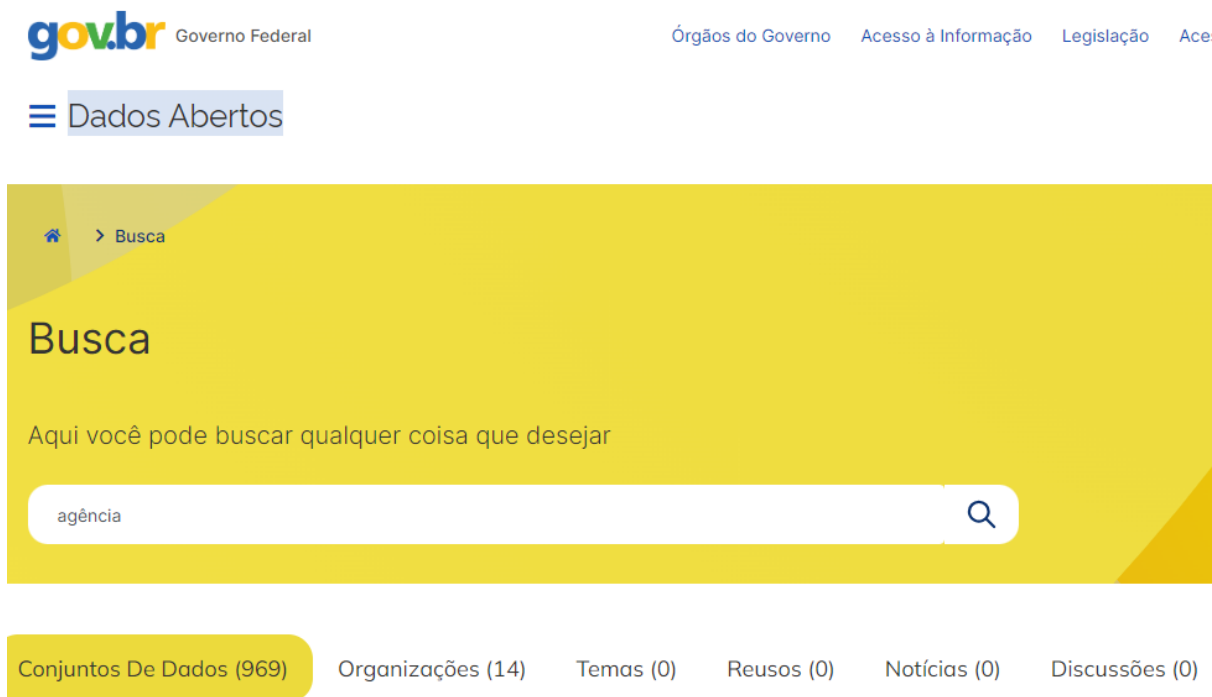 gov.br Governo Federal Órgãos do Governo Acesso à Informação Legislação Aces
Dados Abertos
Busca
Busca
Aqui você pode buscar qualquer coisa que desejar
agência
Conjuntos De Dados (969) Organizações (14) Temas (0) Reusos (0) Notícias (0) Discussões (0)